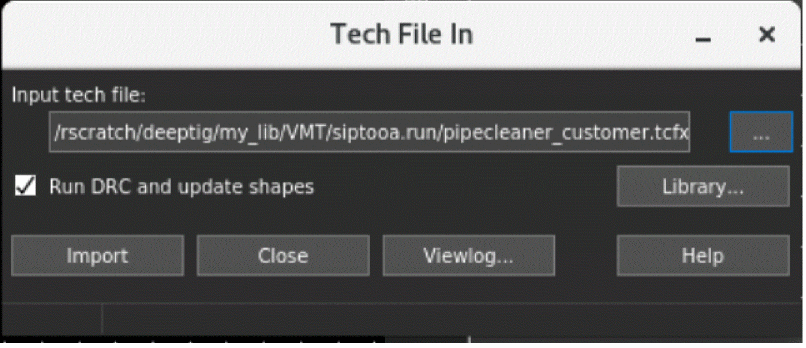 Tech File In
Input tech file:
/rscratch/deeptig/my_lib/VMT/siptooa.run/pipecleaner_customer.tcfx
...
Run DRC and update shapes
Library...
Import
Close
Viewlog...
Help